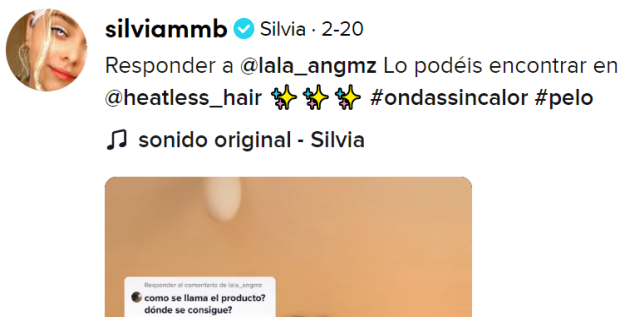 silviammb Silvia · 2-20
Responder a @lala_angmz Lo podéis encontrar en
@heatless_hair ✨✨✨ #ondassincalor #pelo
♫ sonido original - Silvia
Responder al comentario de lala_angmz
como se llama el producto?
dónde se consigue?